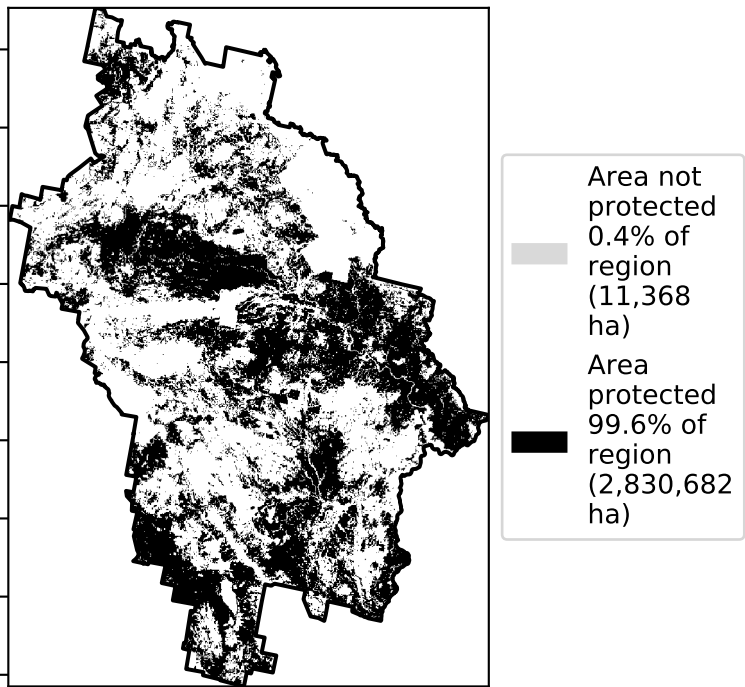 Area not
protected
0.4% of
region
(11,368
ha)
Area
protected
99.6% of
region
(2,830,682
ha)